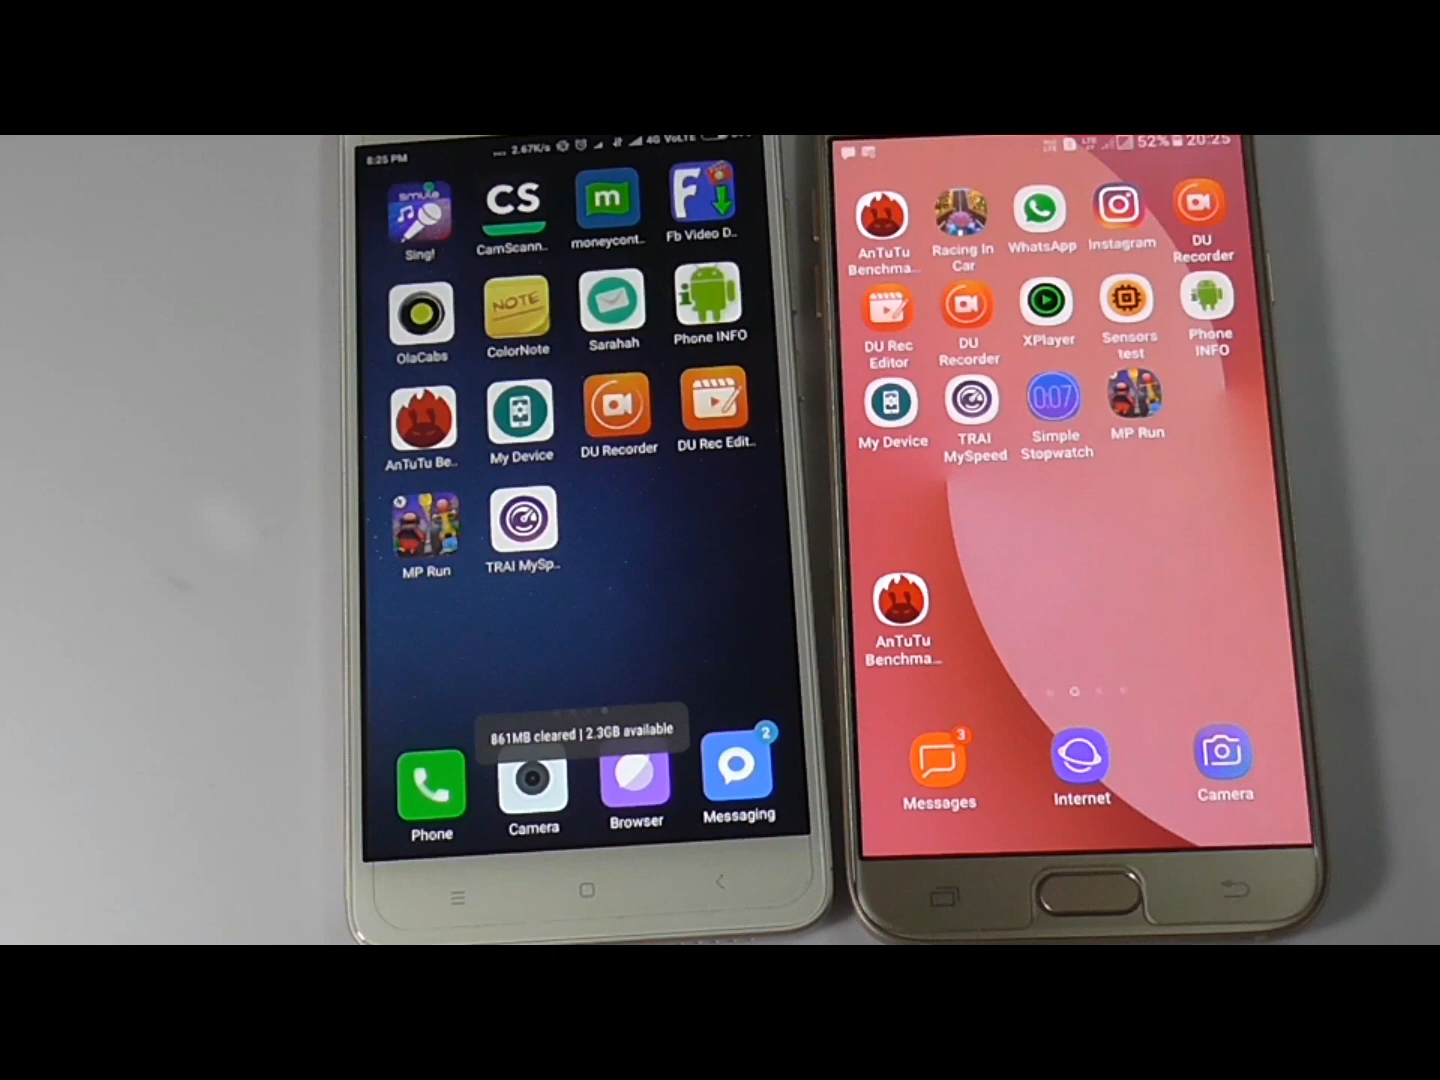 8:25 PM
... 2.67K/s
4G VoLTE
smule
Sing!
CS
CamScann..
m
moneycont..
F
Fb Video D..
OlaCabs
NOTE
ColorNote
Sarahah
i
Phone INFO
AnTuTu Be..
My Device
DU Recorder
DU Rec Edit..
MP Run
TRAI MySp..
861MB cleared | 2.3GB available
2
Phone
Camera
Browser
Messaging
LTE
52%
20:25
AnTuTu
Benchma...
Racing In
Car
WhatsApp
Instagram
DU
Recorder
DU Rec
Editor
DU
Recorder
XPlayer
Sensors
test
i
Phone
INFO
My Device
TRAI
MySpeed
0:07
Simple
Stopwatch
MP Run
AnTuTu
Benchma...
3
Messages
Internet
Camera